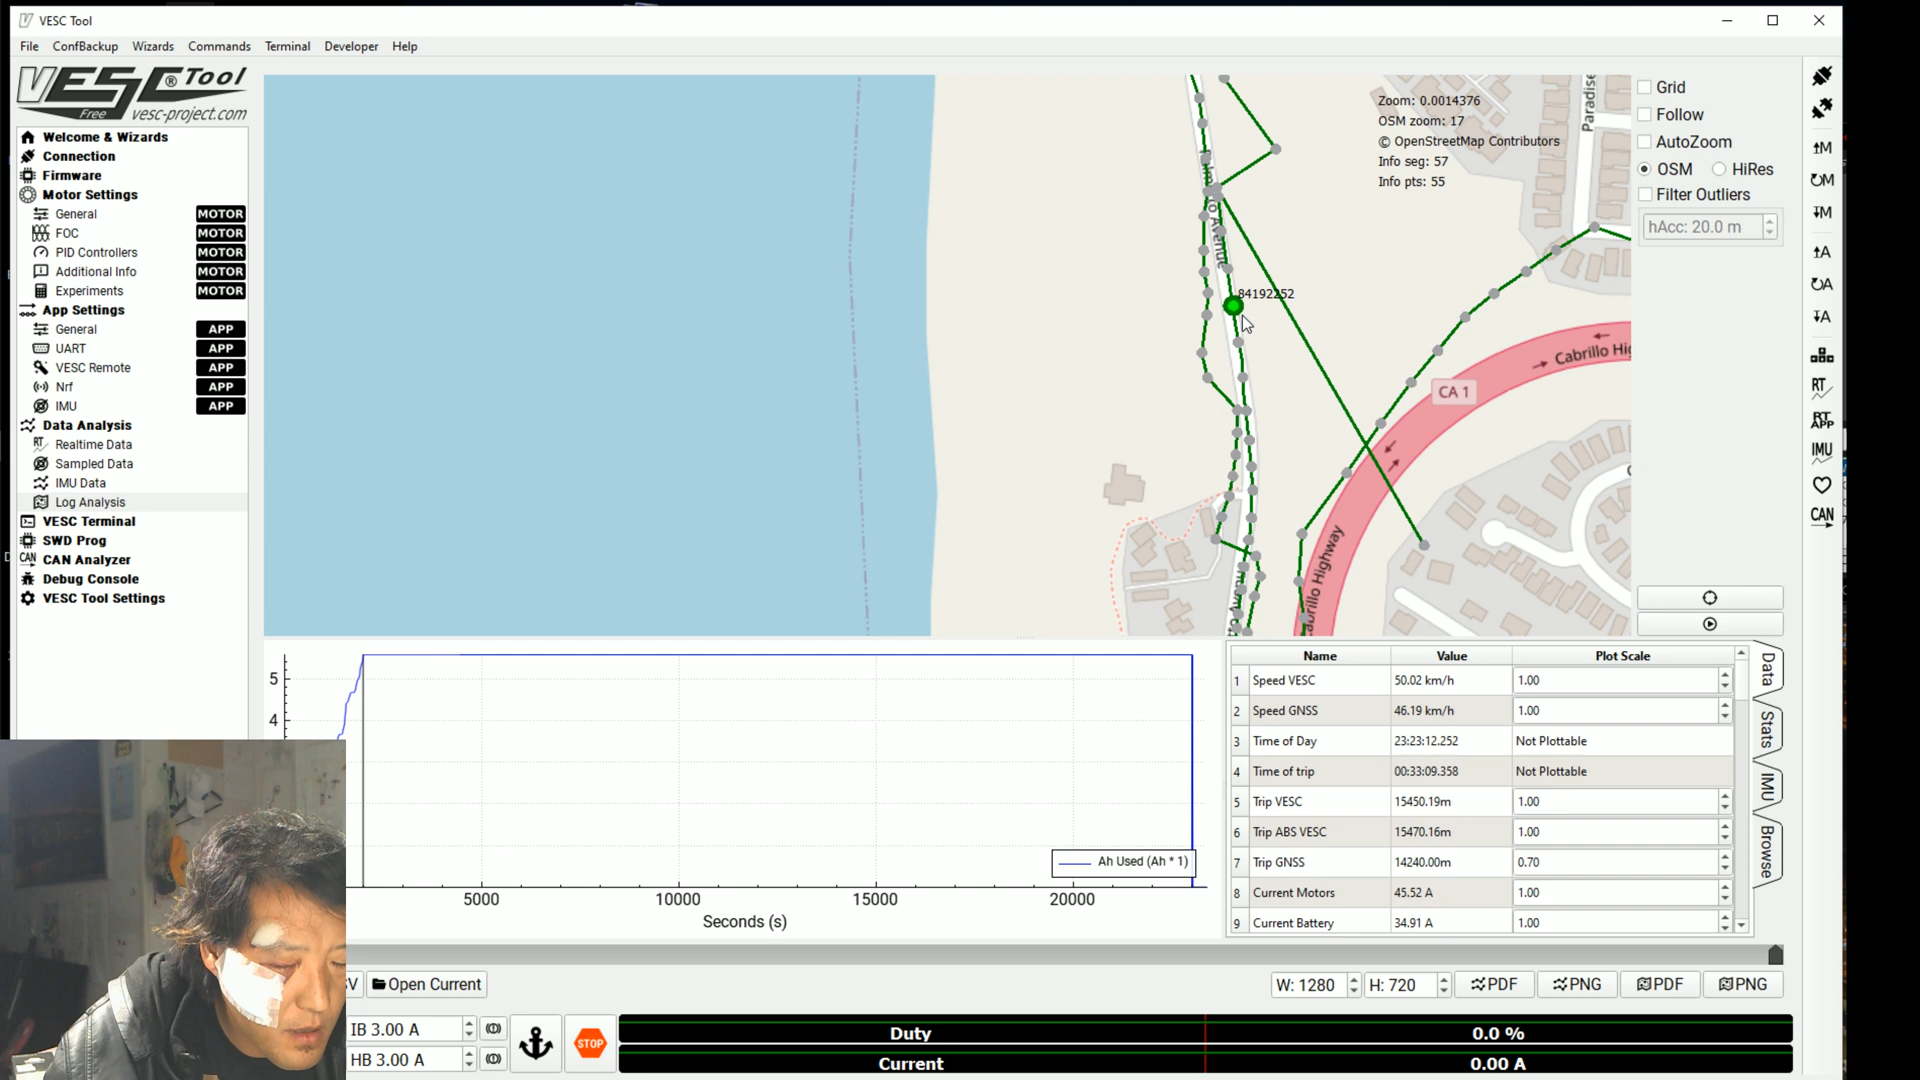 VESC Tool
File ConfBackup Wizards Commands Terminal Developer Help
VESC® Tool
Free vesc-project.com
Welcome & Wizards
Connection
Firmware
Motor Settings
General MOTOR
FOC MOTOR
PID Controllers MOTOR
Additional Info MOTOR
Experiments MOTOR
App Settings
General APP
UART APP
VESC Remote APP
Nrf APP
IMU APP
Data Analysis
RT Realtime Data
Sampled Data
IMU Data
Log Analysis
VESC Terminal
SWD Prog
CAN CAN Analyzer
Debug Console
VESC Tool Settings
Zoom: 0.0014376
OSM zoom: 17
© OpenStreetMap Contributors
Info seg: 57
Info pts: 55
Paradise
Avenue
84192252
Cabrillo Hig
CA 1
Cabrillo Highway
Grid
Follow
AutoZoom
OSM HiRes
Filter Outliers
hAcc: 20.0 m
M
M
M
A
A
A
RT
RT
APP
IMU
CAN
5
4
Ah Used (Ah * 1)
5000 10000 15000 20000
Seconds (s)
Name Value Plot Scale
1 Speed VESC 50.02 km/h 1.00
2 Speed GNSS 46.19 km/h 1.00
3 Time of Day 23:23:12.252 Not Plottable
4 Time of trip 00:33:09.358 Not Plottable
5 Trip VESC 15450.19m 1.00
6 Trip ABS VESC 15470.16m 1.00
7 Trip GNSS 14240.00m 0.70
8 Current Motors 45.52 A 1.00
9 Current Battery 34.91 A 1.00
Data
Stats
IMU
Browse
SV Open Current
W: 1280 H: 720 PDF PNG PDF PNG
IB 3.00 A
HB 3.00 A
STOP
Duty 0.0 %
Current 0.00 A